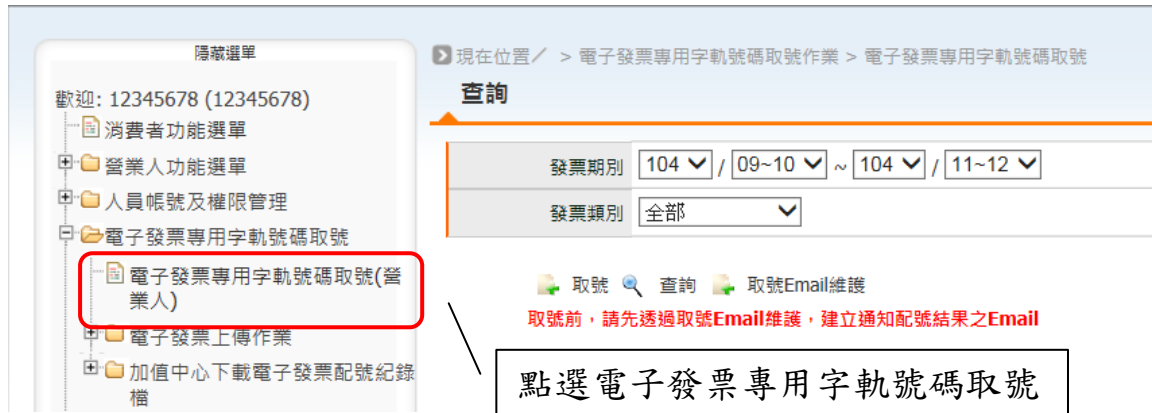 隱藏選單
歡迎: 12345678 (12345678)
消費者功能選單
營業人功能選單
人員帳號及權限管理
電子發票專用字軌號碼取號
電子發票專用字軌號碼取號(營
業人)
電子發票上傳作業
加值中心下載電子發票配號紀錄
檔
現在位置／ > 電子發票專用字軌號碼取號作業 > 電子發票專用字軌號碼取號
查詢
發票期別 104 / 09~10 ~ 104 / 11~12
發票類別 全部
取號 查詢 取號Email維護
取號前，請先透過取號Email維護，建立通知配號結果之Email
點選電子發票專用字軌號碼取號